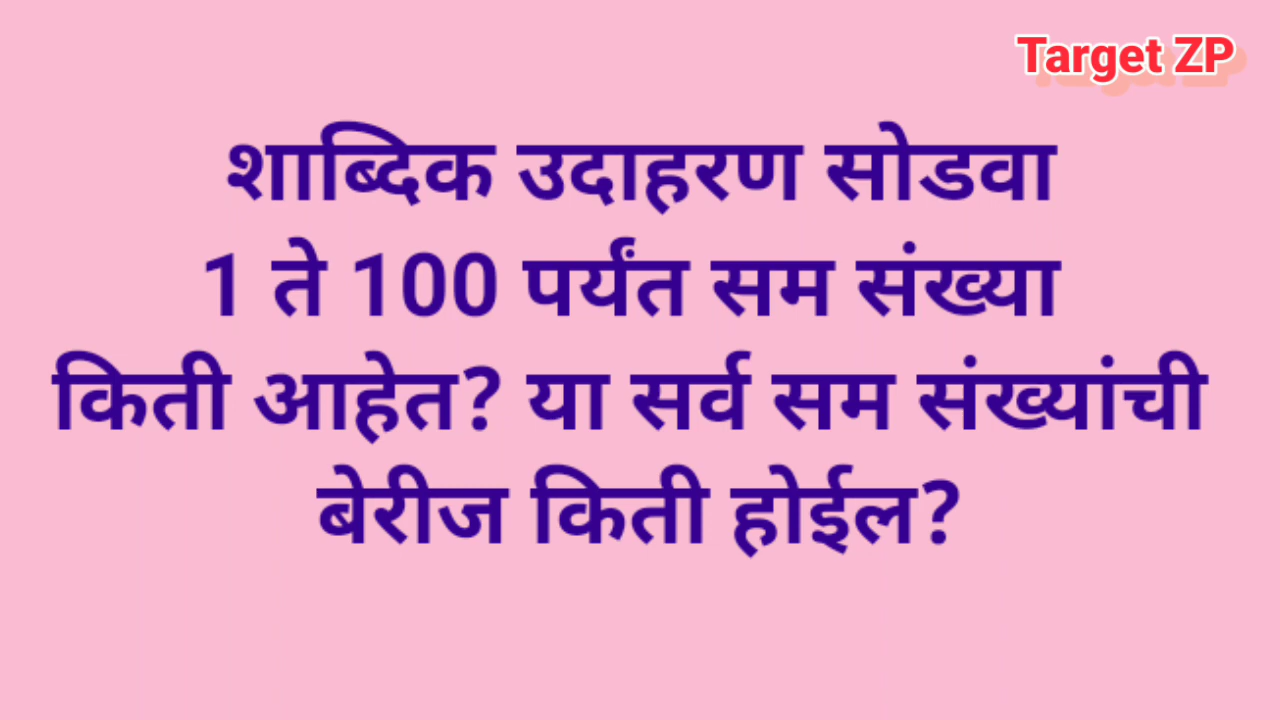 Target ZP
शाब्दिक उदाहरण सोडवा
1 ते 100 पर्यंत सम संख्या
किती आहेत? या सर्व सम संख्यांची
बेरीज किती होईल?